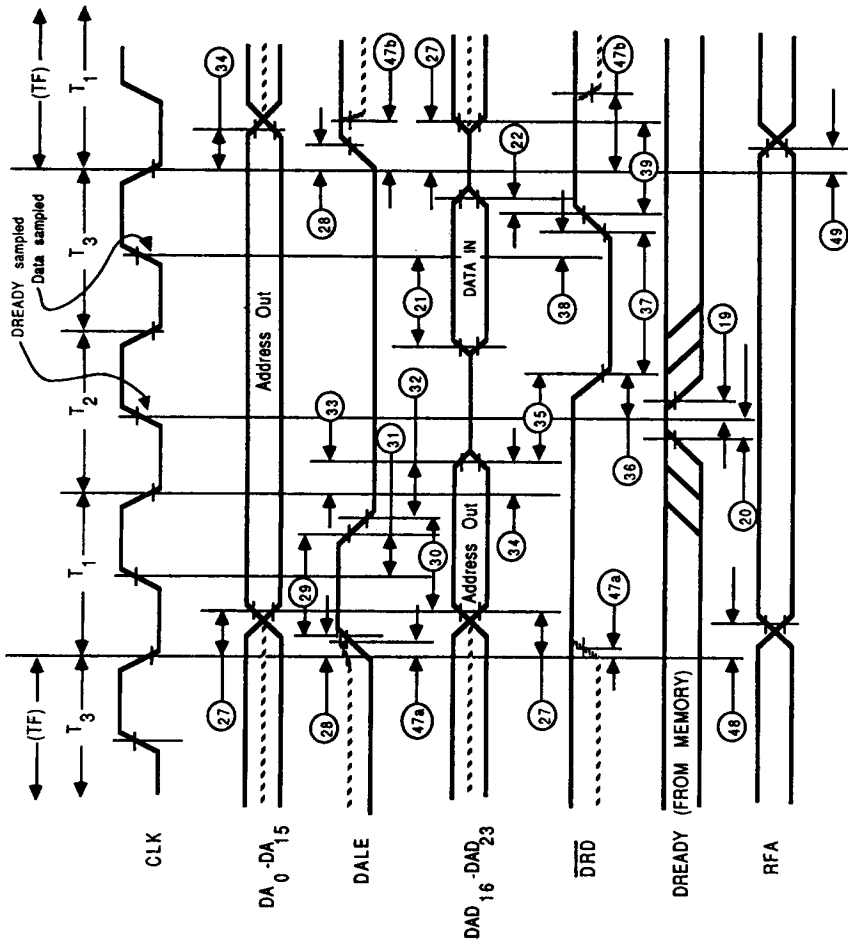 DREADY sampled
Data sampled
(TF) (TF)
T3 T1 T2 T3 T1
CLK
27 34
DA0-DA15 Address Out
28 29 33 28
DALE
31 47b
47a 30 32 21 27
DAD16-DAD23 Address Out DATA IN
34 22
27 35
38
DRD 47b
47a 36 37 39
DREADY (FROM MEMORY)
48 20 19
RFA
49